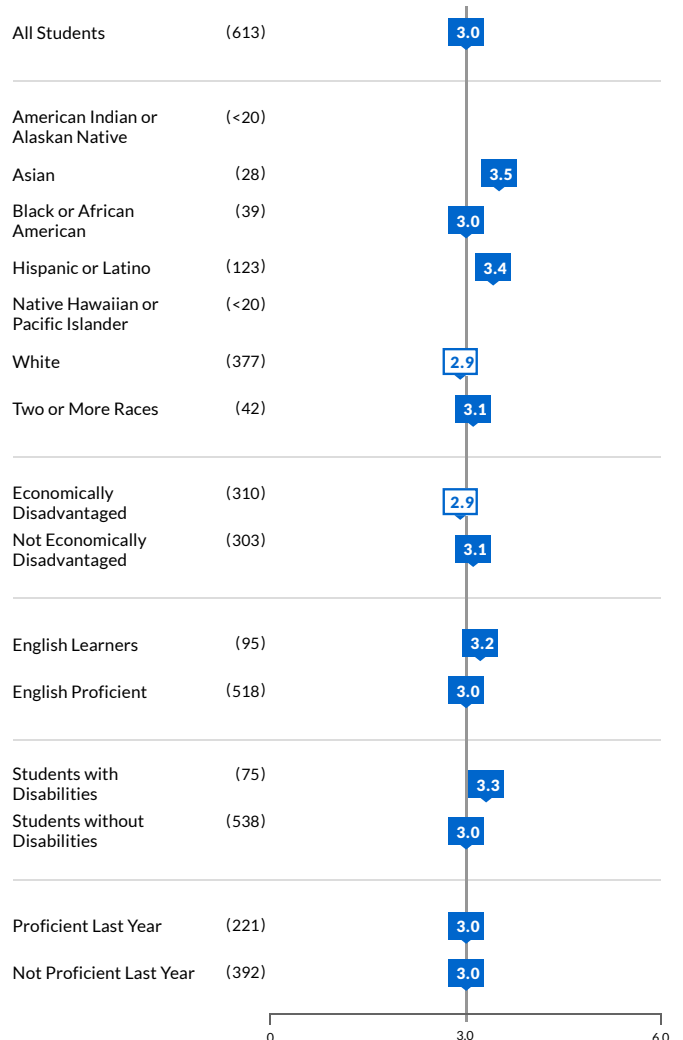 All Students (613) 3.0
American Indian or (<20)
Alaskan Native
Asian (28) 3.5
Black or African (39) 3.0
American
Hispanic or Latino (123) 3.4
Native Hawaiian or (<20)
Pacific Islander
White (377) 2.9
Two or More Races (42) 3.1
Economically (310) 2.9
Disadvantaged
Not Economically (303) 3.1
Disadvantaged
English Learners (95) 3.2
English Proficient (518) 3.0
Students with (75) 3.3
Disabilities
Students without (538) 3.0
Disabilities
Proficient Last Year (221) 3.0
Not Proficient Last Year (392) 3.0
0 3.0 6.0